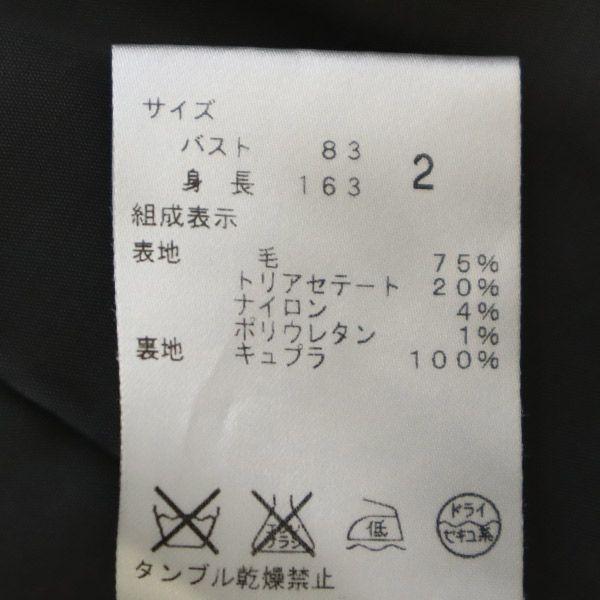 サイズ
バスト 83
身長 163 2
組成表示
表地 毛 75%
トリアセテート 20%
ナイロン 4%
ポリウレタン 1%
裏地 キュプラ 100%
低 ドライ
セキユ系
タンブル乾燥禁止